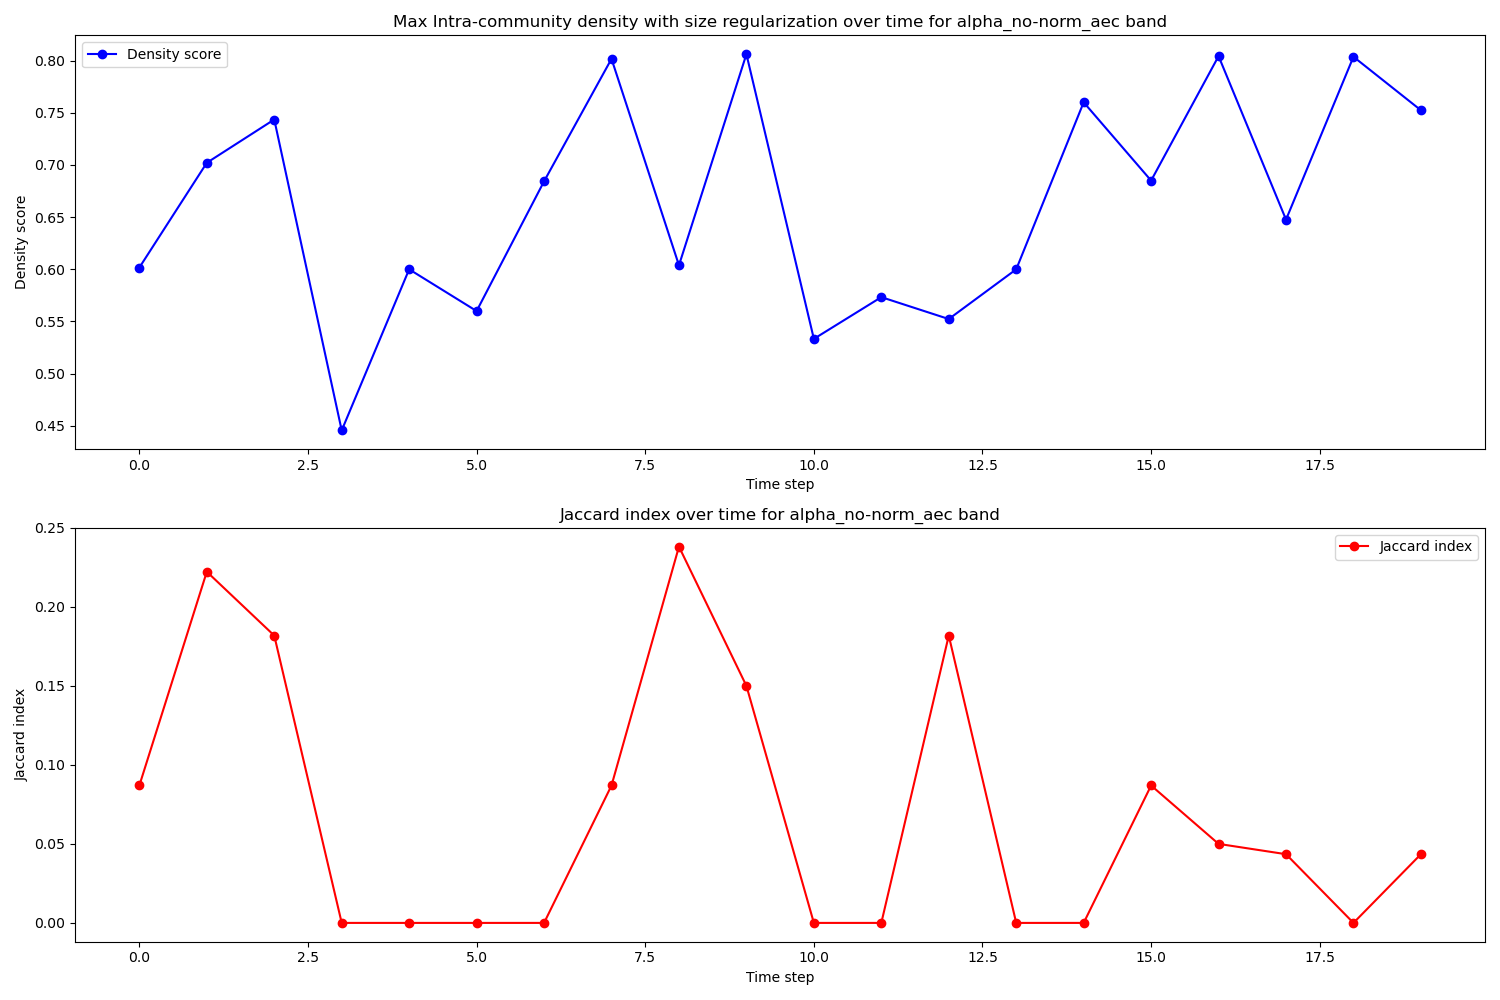 Max Intra-community density with size regularization over time for alpha_no-norm_aec band
Density score
0.80
0.75
0.70
0.65
0.60
0.55
0.50
0.45
Density score
0.0 2.5 5.0 7.5 10.0 12.5 15.0 17.5
Time step
Jaccard index over time for alpha_no-norm_aec band
Jaccard index
0.25
0.20
0.15
0.10
0.05
0.00
Jaccard index
0.0 2.5 5.0 7.5 10.0 12.5 15.0 17.5
Time step